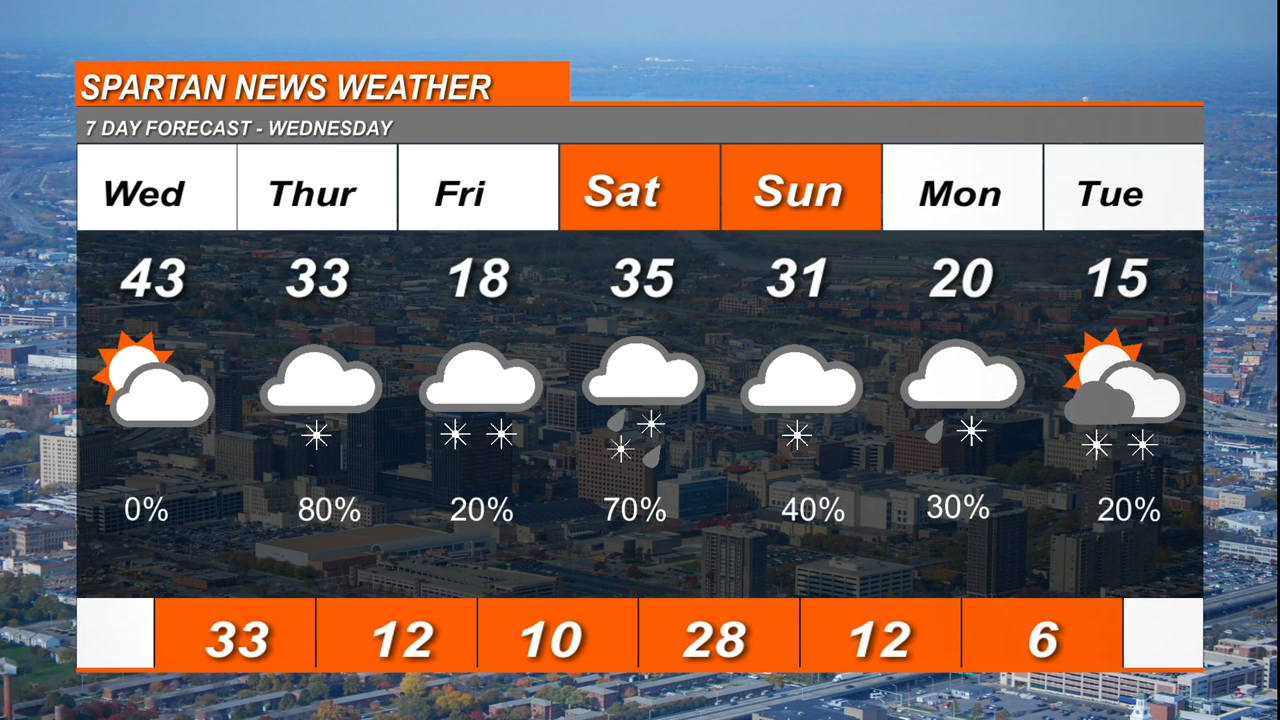 SPARTAN NEWS WEATHER
7 DAY FORECAST - WEDNESDAY
Wed Thur Fri Sat Sun Mon Tue
43 33 18 35 31 20 15
0% 80% 20% 70% 40% 30% 20%
33 12 10 28 12 6